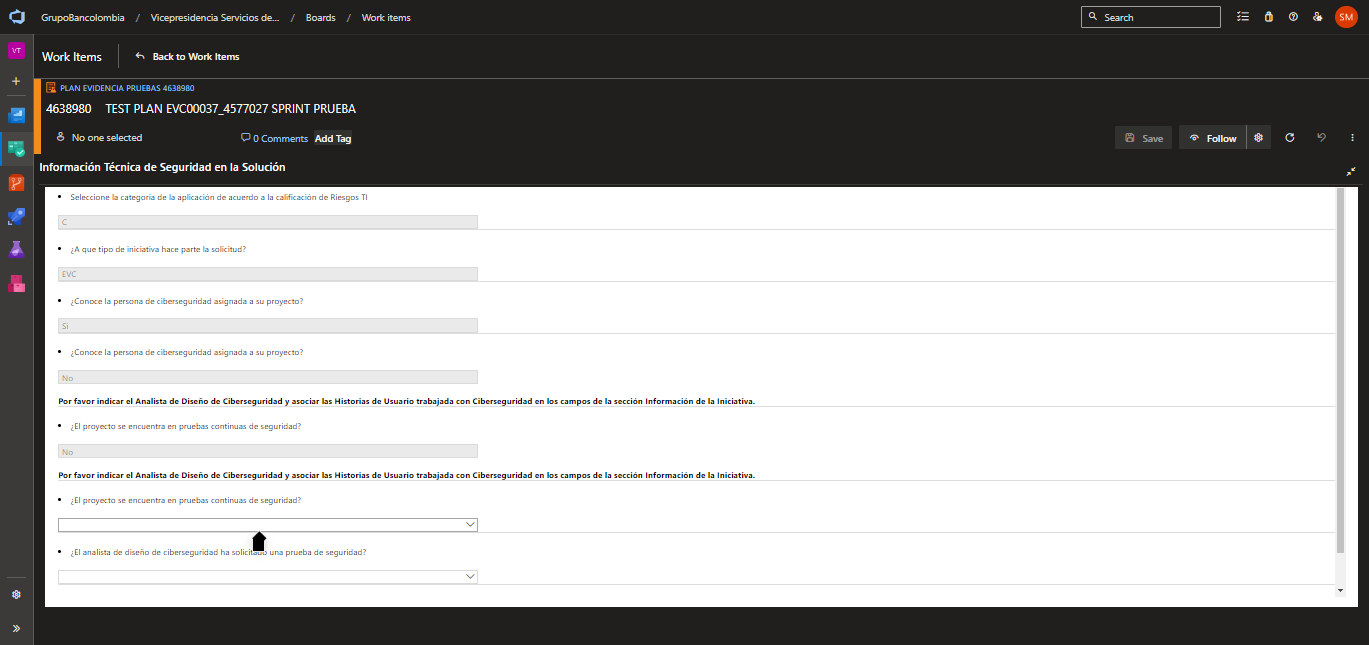 GrupoBancolombia / Vicepresidencia Servicios de... / Boards / Work items
Search
SM
VT
Work Items
Back to Work Items
PLAN EVIDENCIA PRUEBAS 4638980
4638980 TEST PLAN EVC00037_4577027 SPRINT PRUEBA
No one selected
0 Comments
Add Tag
Save
Follow
Información Técnica de Seguridad en la Solución
• Seleccione la categoría de la aplicación de acuerdo a la calificación de Riesgos TI
C
• ¿A que tipo de iniciativa hace parte la solicitud?
EVC
• ¿Conoce la persona de ciberseguridad asignada a su proyecto?
Si
• ¿Conoce la persona de ciberseguridad asignada a su proyecto?
No
Por favor indicar el Analista de Diseño de Ciberseguridad y asociar las Historias de Usuario trabajada con Ciberseguridad en los campos de la sección Información de la Iniciativa.
• ¿El proyecto se encuentra en pruebas continuas de seguridad?
No
Por favor indicar el Analista de Diseño de Ciberseguridad y asociar las Historias de Usuario trabajada con Ciberseguridad en los campos de la sección Información de la Iniciativa.
• ¿El proyecto se encuentra en pruebas continuas de seguridad?
• ¿El analista de diseño de ciberseguridad ha solicitado una prueba de seguridad?